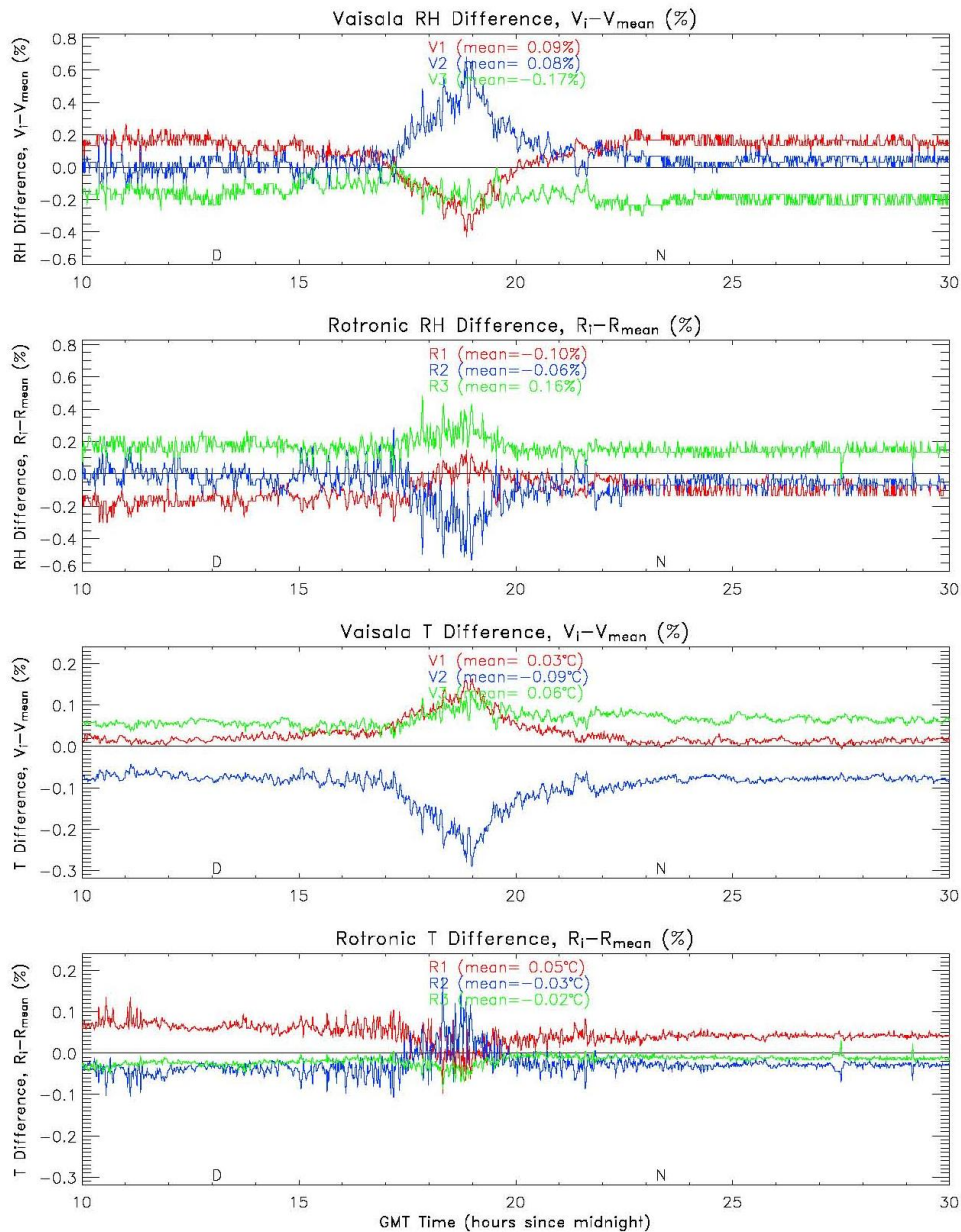 Vaisala RH Difference, Vi−Vmean (%)
RH Difference, Vi−Vmean (%)
0.8
0.6
0.4
0.2
0.0
−0.2
−0.4
−0.6
V1 (mean= 0.09%)
V2 (mean= 0.08%)
V3 (mean=−0.17%)
D N
10 15 20 25 30
Rotronic RH Difference, Ri−Rmean (%)
RH Difference, Ri−Rmean (%)
0.8
0.6
0.4
0.2
0.0
−0.2
−0.4
−0.6
R1 (mean=−0.10%)
R2 (mean=−0.06%)
R3 (mean= 0.16%)
D N
10 15 20 25 30
Vaisala T Difference, Vi−Vmean (%)
T Difference, Vi−Vmean (%)
0.2
0.1
0.0
−0.1
−0.2
−0.3
V1 (mean= 0.03°C)
V2 (mean=−0.09°C)
V3 (mean= 0.06°C)
D N
10 15 20 25 30
Rotronic T Difference, Ri−Rmean (%)
T Difference, Ri−Rmean (%)
0.2
0.1
0.0
−0.1
−0.2
−0.3
R1 (mean= 0.05°C)
R2 (mean=−0.03°C)
R3 (mean=−0.02°C)
D N
10 15 20 25 30
GMT Time (hours since midnight)